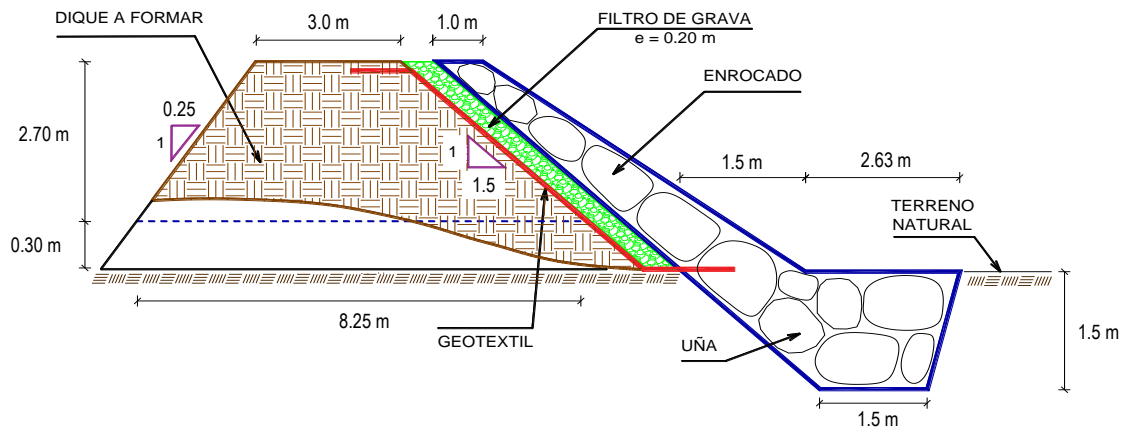 DIQUE A FORMAR
3.0 m
1.0 m
FILTRO DE GRAVA
e = 0.20 m
ENROCADO
0.25
1
2.70 m
1
1.5
1.5 m
2.63 m
TERRENO
NATURAL
0.30 m
8.25 m
GEOTEXTIL
UÑA
1.5 m
1.5 m